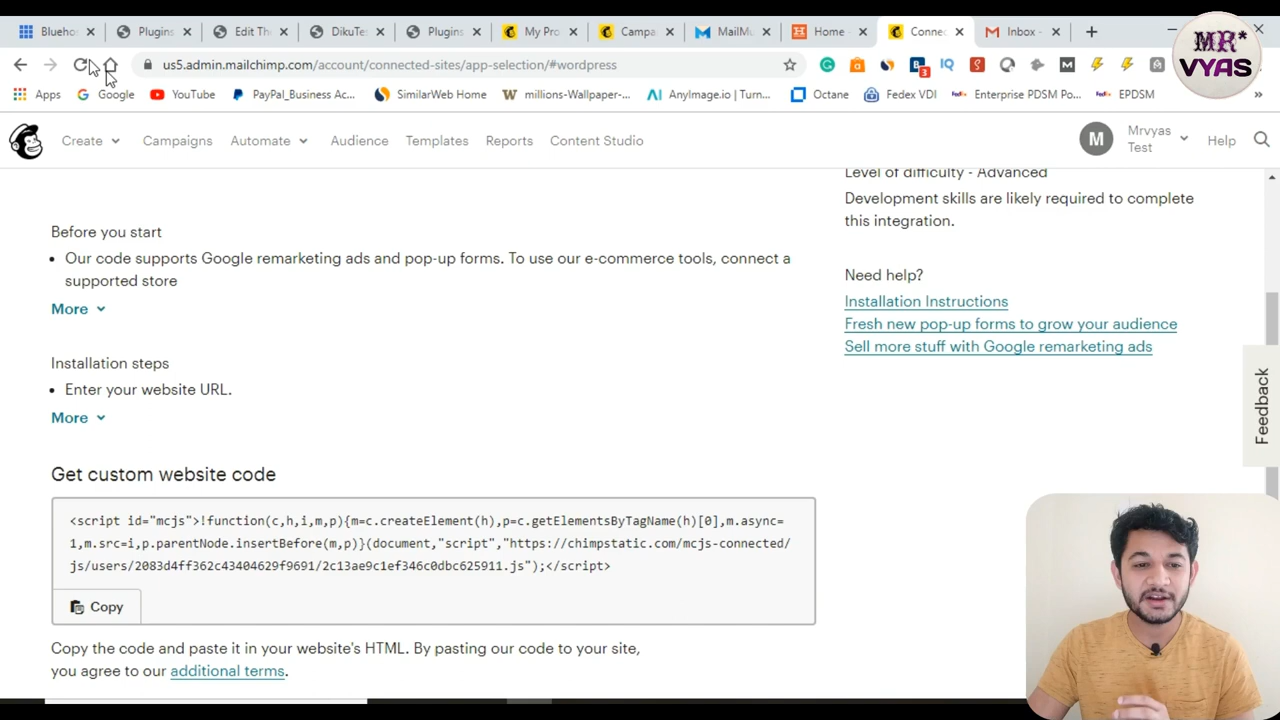 Blueho
Plugins
Edit Th
DikuTe
Plugins
My Pro
Campa
MailMu
Home -
Connec
Inbox -
us5.admin.mailchimp.com/account/connected-sites/app-selection/#wordpress
MR*
VYAS
Apps
Google
YouTube
PayPal_Business Ac...
SimilarWeb Home
millions-Wallpaper-...
AnyImage.io | Turn...
Octane
Fedex VDI
Enterprise PDSM Po...
EPDSM
Create
Campaigns
Automate
Audience
Templates
Reports
Content Studio
M
Mrvyas
Test
Help
Level of difficulty - Advanced
Development skills are likely required to complete
this integration.
Before you start
• Our code supports Google remarketing ads and pop-up forms. To use our e-commerce tools, connect a
supported store
More
Need help?
Installation Instructions
Fresh new pop-up forms to grow your audience
Sell more stuff with Google remarketing ads
Installation steps
• Enter your website URL.
More
Feedback
Get custom website code
<script id="mcjs">!function(c,h,i,m,p){m=c.createElement(h),p=c.getElementsByTagName(h)[0],m.async=
1,m.src=i,p.parentNode.insertBefore(m,p)}(document,"script","https://chimpstatic.com/mcjs-connected/
js/users/2083d4ff362c43404629f9691/2c13ae9c1ef346c0dbc625911.js");</script>
Copy
Copy the code and paste it in your website's HTML. By pasting our code to your site,
you agree to our additional terms.